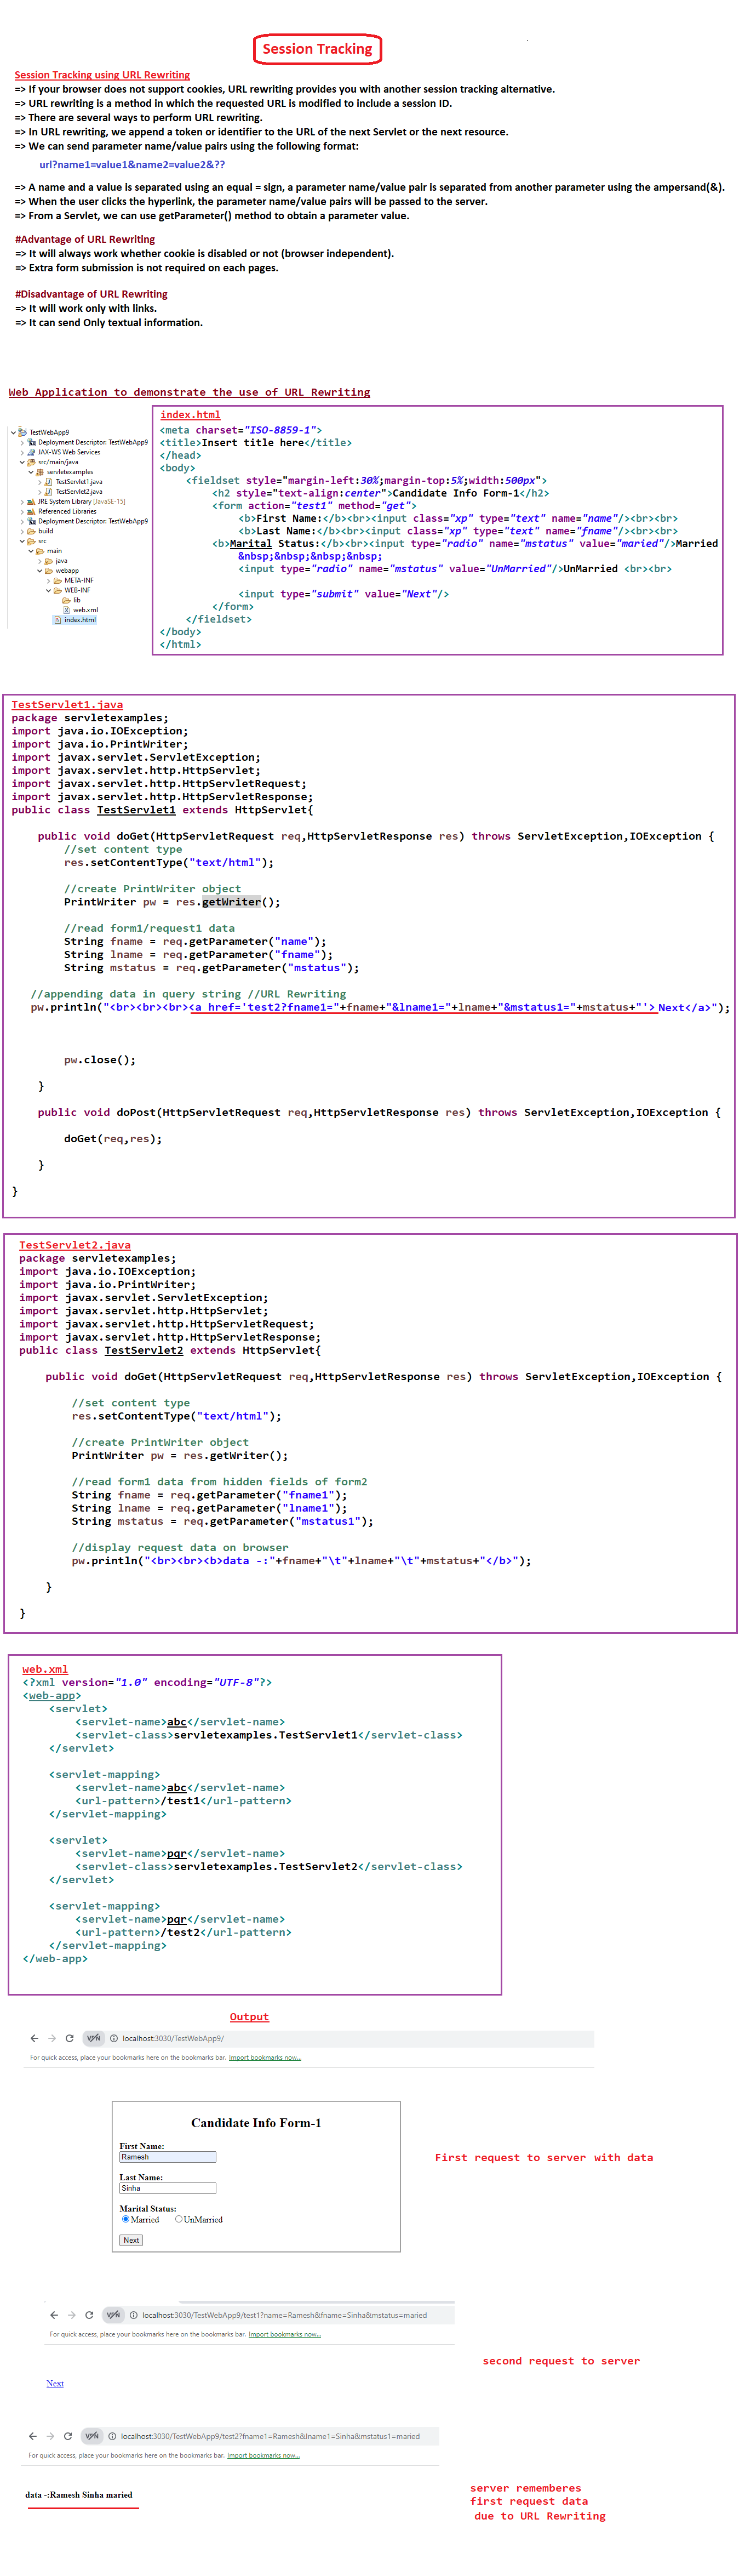 Session Tracking
Session Tracking using URL Rewriting
=> If your browser does not support cookies, URL rewriting provides you with another session tracking alternative.
=> URL rewriting is a method in which the requested URL is modified to include a session ID.
=> There are several ways to perform URL rewriting.
=> In URL rewriting, we append a token or identifier to the URL of the next Servlet or the next resource.
=> We can send parameter name/value pairs using the following format:
url?name1=value1&name2=value2&??
=> A name and a value is separated using an equal = sign, a parameter name/value pair is separated from another parameter using the ampersand(&).
=> When the user clicks the hyperlink, the parameter name/value pairs will be passed to the server.
=> From a Servlet, we can use getParameter() method to obtain a parameter value.
#Advantage of URL Rewriting
=> It will always work whether cookie is disabled or not (browser independent).
=> Extra form submission is not required on each pages.
#Disadvantage of URL Rewriting
=> It will work only with links.
=> It can send Only textual information.
Web Application to demonstrate the use of URL Rewriting
TestWebApp9
Deployment Descriptor: TestWebApp9
JAX-WS Web Services
src/main/java
servletexamples
TestServlet1.java
TestServlet2.java
JRE System Library [JavaSE-15]
Referenced Libraries
Deployment Descriptor: TestWebApp9
build
src
main
java
webapp
META-INF
WEB-INF
lib
web.xml
index.html
index.html
<meta charset="ISO-8859-1">
<title>Insert title here</title>
</head>
<body>
<fieldset style="margin-left:30%;margin-top:5%;width:500px">
<h2 style="text-align:center">Candidate Info Form-1</h2>
<form action="test1" method="get">
<b>First Name:</b><br><input class="xp" type="text" name="name"/><br><br>
<b>Last Name:</b><br><input class="xp" type="text" name="fname"/><br><br>
<b>Marital Status:</b><br><input type="radio" name="mstatus" value="maried"/>Married
&nbsp;&nbsp;&nbsp;&nbsp;
<input type="radio" name="mstatus" value="UnMarried"/>UnMarried <br><br>
<input type="submit" value="Next"/>
</form>
</fieldset>
</body>
</html>
TestServlet1.java
package servletexamples;
import java.io.IOException;
import java.io.PrintWriter;
import javax.servlet.ServletException;
import javax.servlet.http.HttpServlet;
import javax.servlet.http.HttpServletRequest;
import javax.servlet.http.HttpServletResponse;
public class TestServlet1 extends HttpServlet{
public void doGet(HttpServletRequest req,HttpServletResponse res) throws ServletException,IOException {
//set content type
res.setContentType("text/html");
//create PrintWriter object
PrintWriter pw = res.getWriter();
//read form1/request1 data
String fname = req.getParameter("name");
String lname = req.getParameter("fname");
String mstatus = req.getParameter("mstatus");
//appending data in query string //URL Rewriting
pw.println("<br><br><br><a href='test2?fname1="+fname+"&lname1="+lname+"&mstatus1="+mstatus+"'> Next</a>");
pw.close();
}
public void doPost(HttpServletRequest req,HttpServletResponse res) throws ServletException,IOException {
doGet(req,res);
}
}
TestServlet2.java
package servletexamples;
import java.io.IOException;
import java.io.PrintWriter;
import javax.servlet.ServletException;
import javax.servlet.http.HttpServlet;
import javax.servlet.http.HttpServletRequest;
import javax.servlet.http.HttpServletResponse;
public class TestServlet2 extends HttpServlet{
public void doGet(HttpServletRequest req,HttpServletResponse res) throws ServletException,IOException {
//set content type
res.setContentType("text/html");
//create PrintWriter object
PrintWriter pw = res.getWriter();
//read form1 data from hidden fields of form2
String fname = req.getParameter("fname1");
String lname = req.getParameter("lname1");
String mstatus = req.getParameter("mstatus1");
//display request data on browser
pw.println("<br><br><b>data -:"+fname+"\t"+lname+"\t"+mstatus+"</b>");
}
}
web.xml
<?xml version="1.0" encoding="UTF-8"?>
<web-app>
<servlet>
<servlet-name>abc</servlet-name>
<servlet-class>servletexamples.TestServlet1</servlet-class>
</servlet>
<servlet-mapping>
<servlet-name>abc</servlet-name>
<url-pattern>/test1</url-pattern>
</servlet-mapping>
<servlet>
<servlet-name>pqr</servlet-name>
<servlet-class>servletexamples.TestServlet2</servlet-class>
</servlet>
<servlet-mapping>
<servlet-name>pqr</servlet-name>
<url-pattern>/test2</url-pattern>
</servlet-mapping>
</web-app>
Output
VPN localhost:3030/TestWebApp9/
For quick access, place your bookmarks here on the bookmarks bar. Import bookmarks now...
Candidate Info Form-1
First Name:
Ramesh
First request to server with data
Last Name:
Sinha
Marital Status:
Married UnMarried
Next
VPN localhost:3030/TestWebApp9/test1?name=Ramesh&fname=Sinha&mstatus=maried
For quick access, place your bookmarks here on the bookmarks bar. Import bookmarks now...
second request to server
Next
VPN localhost:3030/TestWebApp9/test2?fname1=Ramesh&lname1=Sinha&mstatus1=maried
For quick access, place your bookmarks here on the bookmarks bar. Import bookmarks now...
server rememberes
data -:Ramesh Sinha maried
first request data
due to URL Rewriting